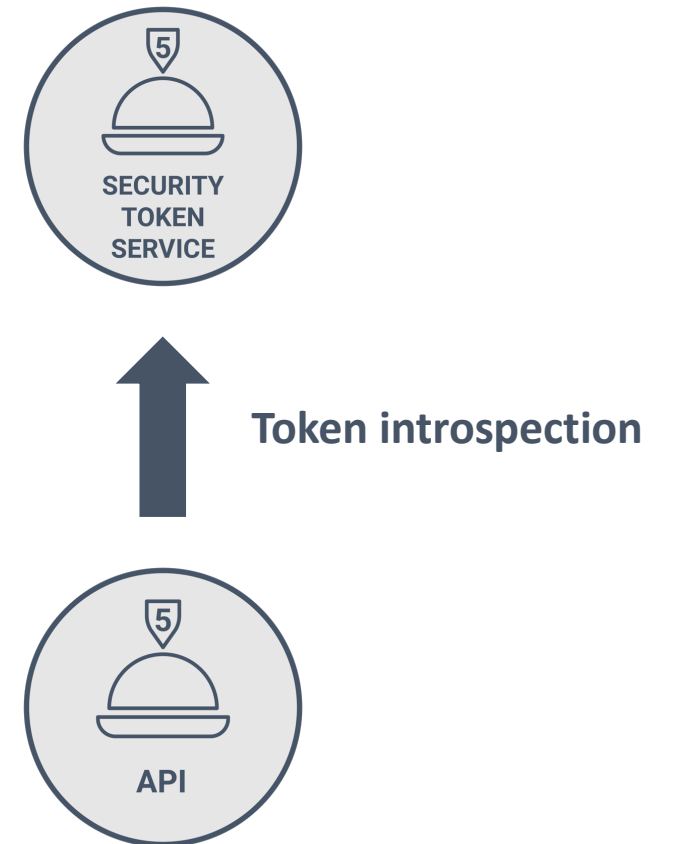 5
SECURITY
TOKEN
SERVICE
Token introspection
5
API